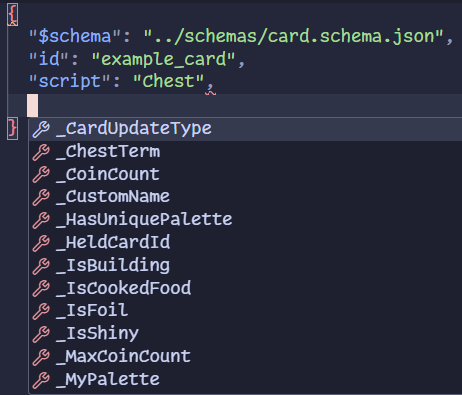 {
"$schema": "../schemas/card.schema.json",
"id": "example_card",
"script": "Chest",
_CardUpdateType
}
_ChestTerm
_CoinCount
_CustomName
_HasUniquePalette
_HeldCardId
_IsBuilding
_IsCookedFood
_IsFoil
_IsShiny
_MaxCoinCount
_MyPalette